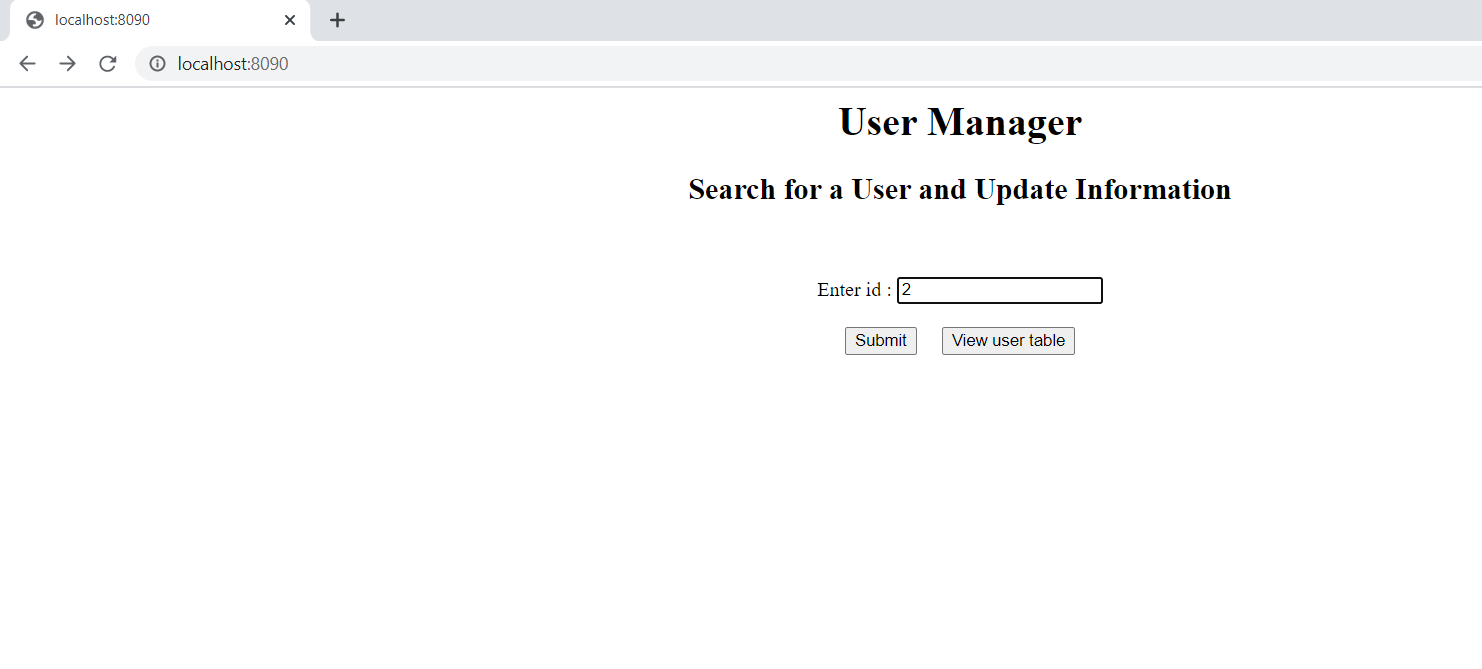 localhost:8090
localhost:8090
User Manager
Search for a User and Update Information
Enter id : 2
Submit View user table